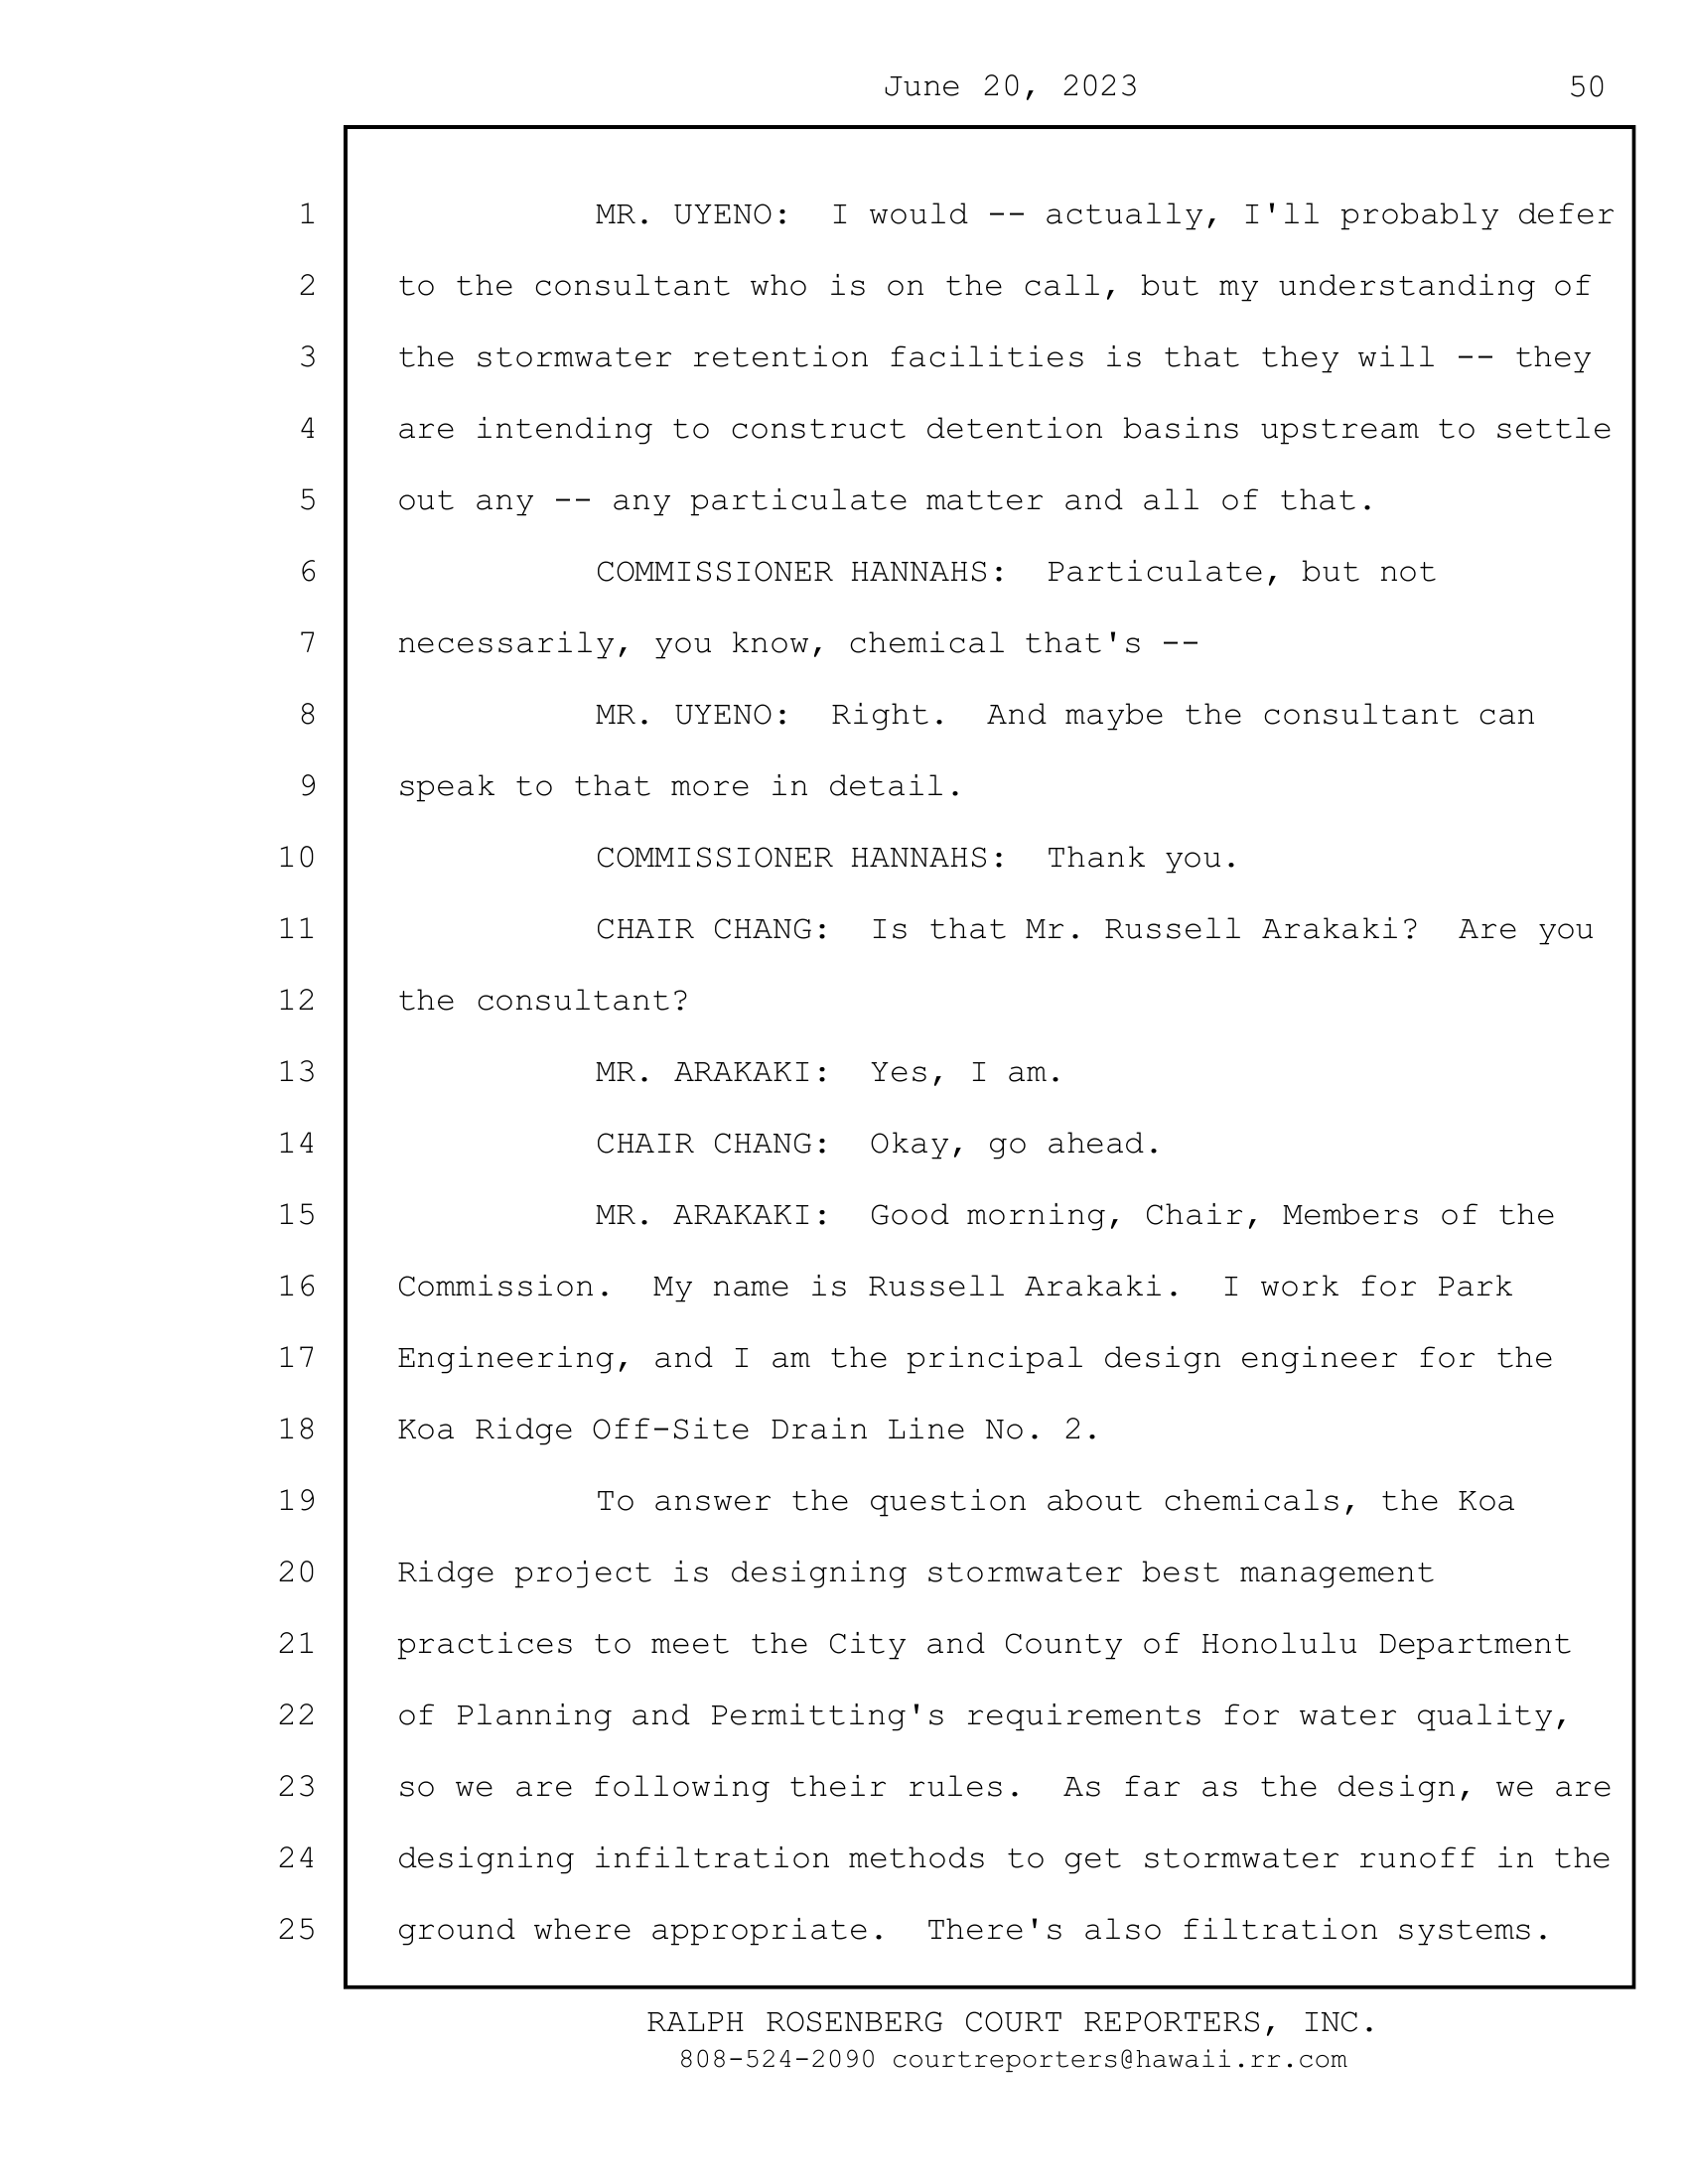 June 20, 2023 50
1 MR. UYENO:  I would -- actually, I'll probably defer
2 to the consultant who is on the call, but my understanding of
3 the stormwater retention facilities is that they will -- they
4 are intending to construct detention basins upstream to settle
5 out any -- any particulate matter and all of that.
6 COMMISSIONER HANNAHS:  Particulate, but not
7 necessarily, you know, chemical that's --
8 MR. UYENO:  Right.  And maybe the consultant can
9 speak to that more in detail.
10 COMMISSIONER HANNAHS:  Thank you.
11 CHAIR CHANG:  Is that Mr. Russell Arakaki?  Are you
12 the consultant?
13 MR. ARAKAKI:  Yes, I am.
14 CHAIR CHANG:  Okay, go ahead.
15 MR. ARAKAKI:  Good morning, Chair, Members of the
16 Commission.  My name is Russell Arakaki.  I work for Park
17 Engineering, and I am the principal design engineer for the
18 Koa Ridge Off-Site Drain Line No. 2.
19 To answer the question about chemicals, the Koa
20 Ridge project is designing stormwater best management
21 practices to meet the City and County of Honolulu Department
22 of Planning and Permitting's requirements for water quality,
23 so we are following their rules.  As far as the design, we are
24 designing infiltration methods to get stormwater runoff in the
25 ground where appropriate.  There's also filtration systems.
RALPH ROSENBERG COURT REPORTERS, INC.
808-524-2090 courtreporters@hawaii.rr.com